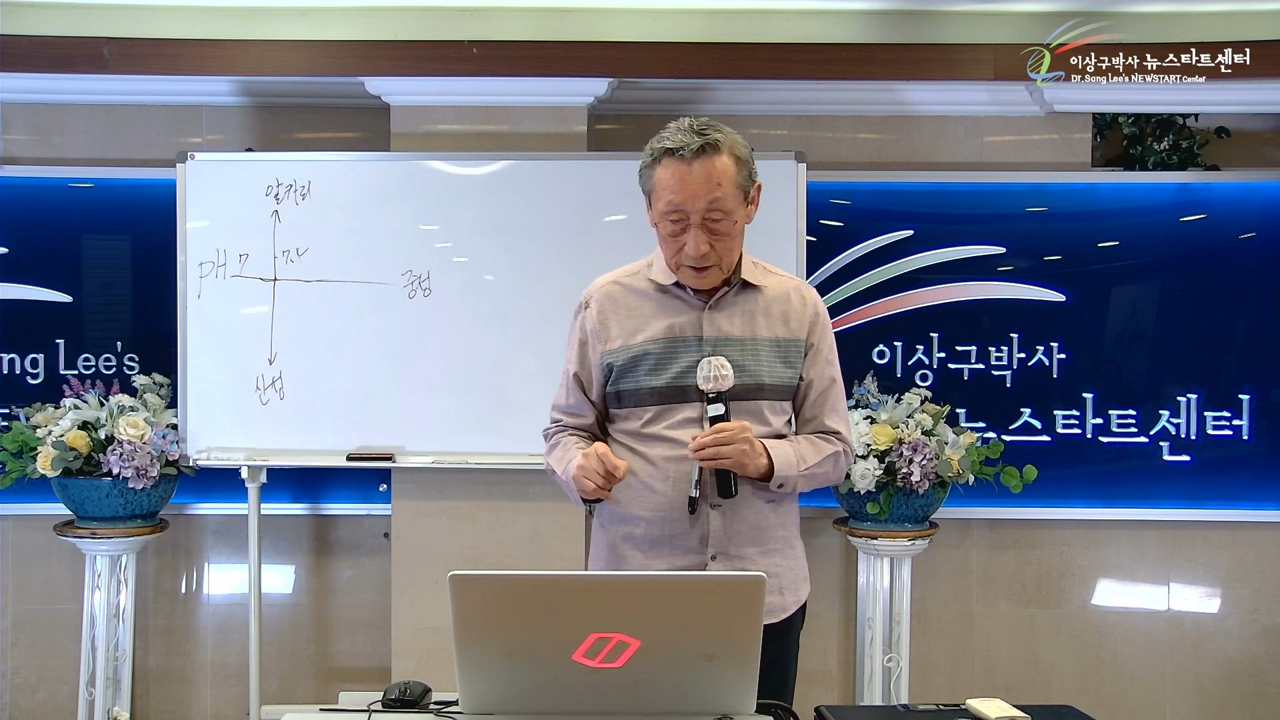 이상구박사 뉴스타트센터
Dr. Sang Lee's NEWSTART Center
알카리
pH 7
7.4
중성
산성
ng Lee's
이상구박사
뉴스타트센터